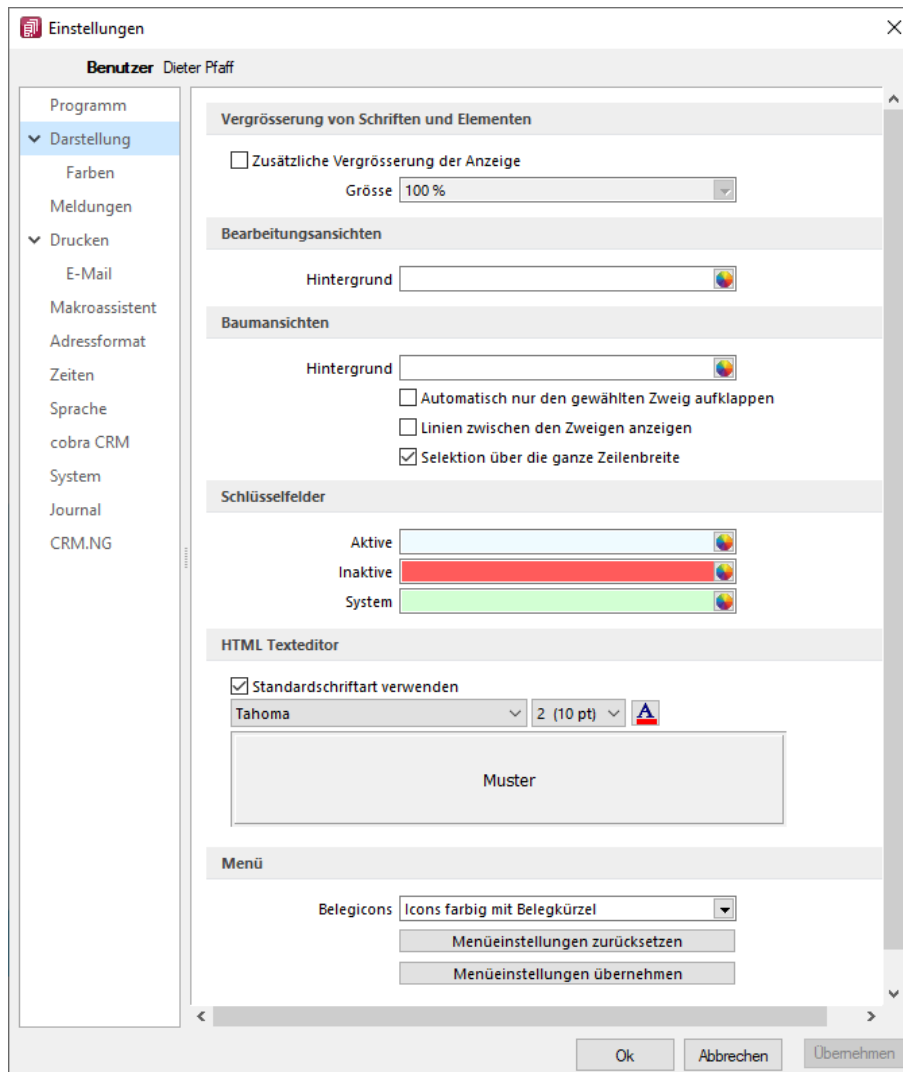 Einstellungen
Benutzer Dieter Pfaff
Programm
Darstellung
Farben
Meldungen
Drucken
E-Mail
Makroassistent
Adressformat
Zeiten
Sprache
cobra CRM
System
Journal
CRM.NG
Vergrösserung von Schriften und Elementen
Zusätzliche Vergrösserung der Anzeige
Grösse 100 %
Bearbeitungsansichten
Hintergrund
Baumansichten
Hintergrund
Automatisch nur den gewählten Zweig aufklappen
Linien zwischen den Zweigen anzeigen
Selektion über die ganze Zeilenbreite
Schlüsselfelder
Aktive
Inaktive
System
HTML Texteditor
Standardschriftart verwenden
Tahoma 2 (10 pt) A
Muster
Menü
Belegicons Icons farbig mit Belegkürzel
Menüeinstellungen zurücksetzen
Menüeinstellungen übernehmen
Ok Abbrechen Übernehmen